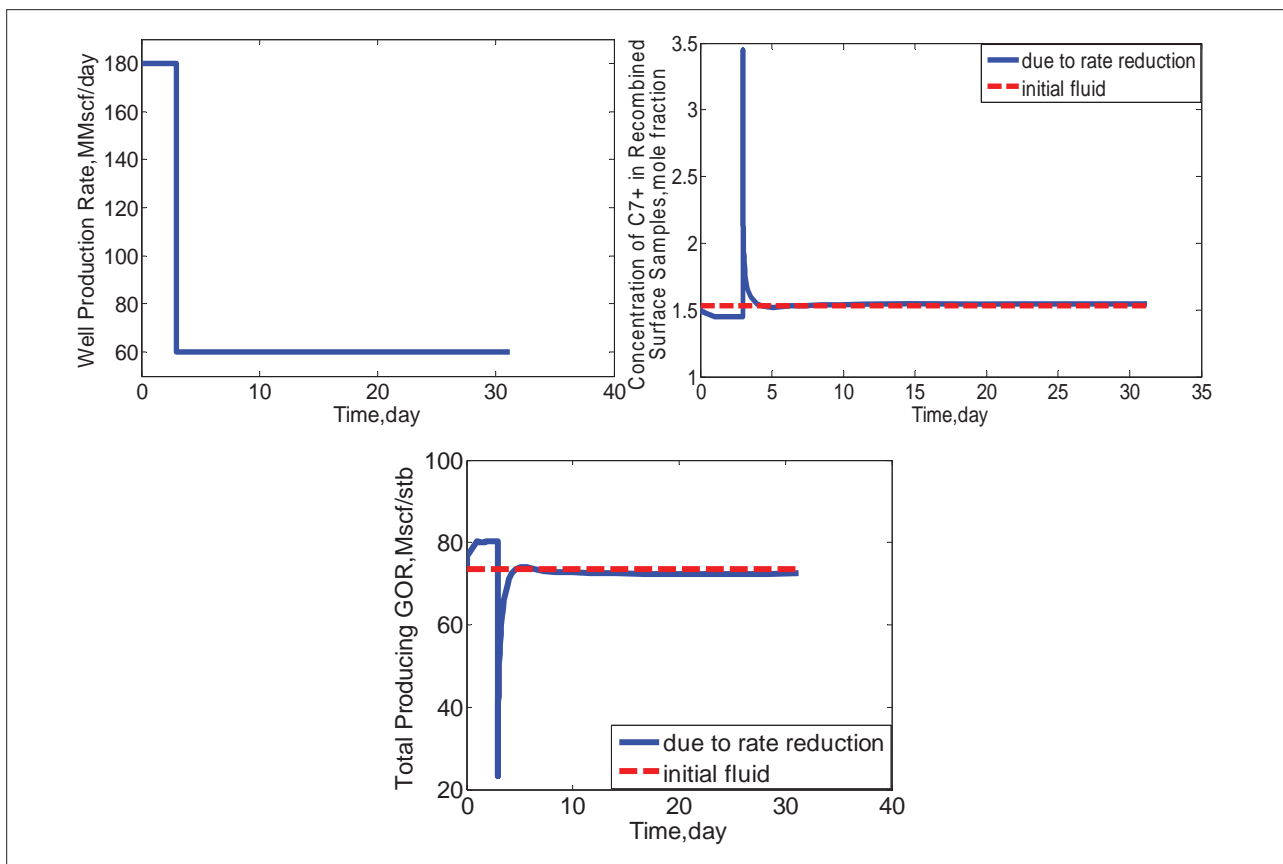 Well Production Rate,MMscf/day
180
160
140
120
100
80
60
0 10 20 30 40
Time,day
Concentration of C7+ in Recombined
Surface Samples,mole fraction
3.5
3
2.5
2
1.5
1
0 5 10 15 20 25 30 35
Time,day
due to rate reduction
initial fluid
Total Producing GOR,Mscf/stb
100
80
60
40
20
0 10 20 30 40
Time,day
due to rate reduction
initial fluid